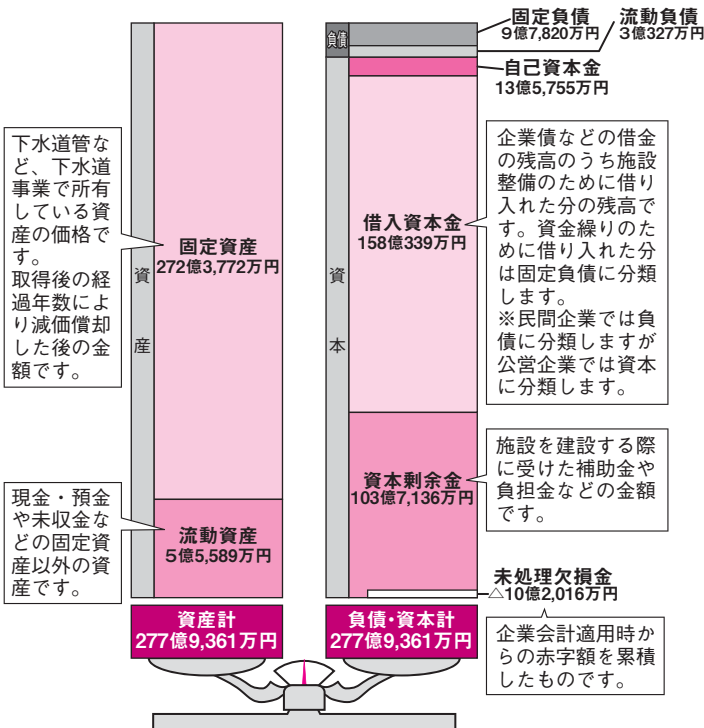 固定負債
9億7,820万円
流動負債
3億327万円
負債
自己資本金
13億5,755万円
下水道管な
ど、下水道
事業で所有
している資
産の価格で
す。
取得後の経
過年数によ
り減価償却
した後の金
額です。
資産
固定資産
272億3,772万円
資本
借入資本金
158億339万円
企業債などの借金
の残高のうち施設
整備のために借り
入れた分の残高で
す。資金繰りのた
めに借り入れた分
は固定負債に分類
します。
※民間企業では負
債に分類しますが
公営企業では資本
に分類します。
資本剰余金
103億7,136万円
施設を建設する際
に受けた補助金や
負担金などの金額
です。
現金・預金
や未収金な
どの固定資
産以外の資
産です。
流動資産
5億5,589万円
未処理欠損金
△10億2,016万円
資産計
277億9,361万円
負債・資本計
277億9,361万円
企業会計適用時か
らの赤字額を累積
したものです。